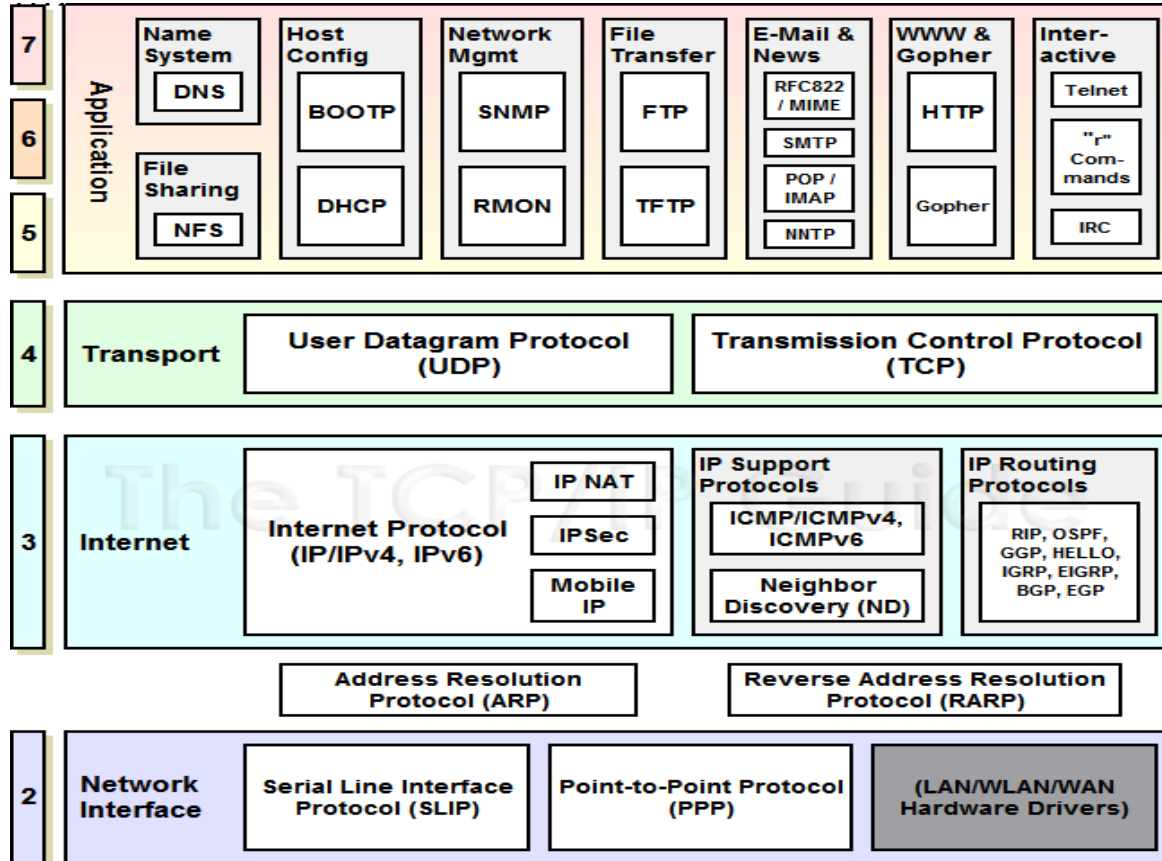 7
6
5
Application
Name
System
DNS
File
Sharing
NFS
Host
Config
BOOTP
DHCP
Network
Mgmt
SNMP
RMON
File
Transfer
FTP
TFTP
E-Mail &
News
RFC822
/ MIME
SMTP
POP /
IMAP
NNTP
WWW &
Gopher
HTTP
Gopher
Inter-
active
Telnet
"r"
Com-
mands
IRC
4
Transport
User Datagram Protocol
(UDP)
Transmission Control Protocol
(TCP)
The TCP/IP Guide
3
Internet
Internet Protocol
(IP/IPv4, IPv6)
IP NAT
IPSec
Mobile
IP
IP Support
Protocols
ICMP/ICMPv4,
ICMPv6
Neighbor
Discovery (ND)
IP Routing
Protocols
RIP, OSPF,
GGP, HELLO,
IGRP, EIGRP,
BGP, EGP
Address Resolution
Protocol (ARP)
Reverse Address Resolution
Protocol (RARP)
2
Network
Interface
Serial Line Interface
Protocol (SLIP)
Point-to-Point Protocol
(PPP)
(LAN/WLAN/WAN
Hardware Drivers)